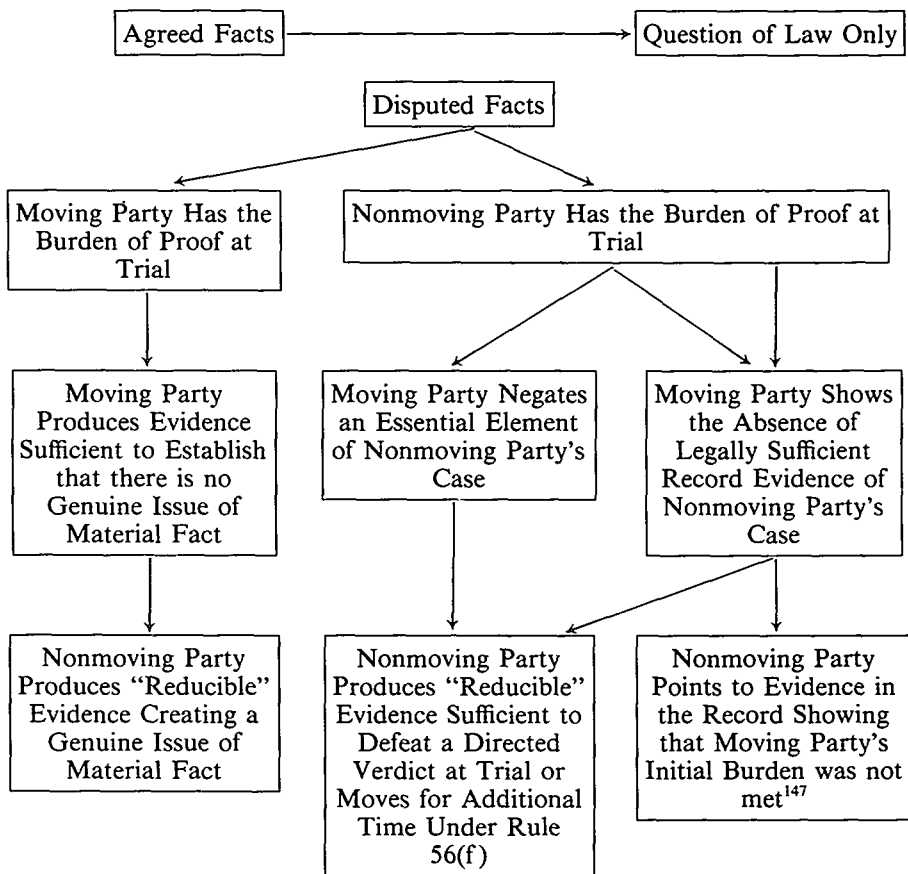 Agreed Facts
Question of Law Only
Disputed Facts
Moving Party Has the
Burden of Proof at
Trial
Nonmoving Party Has the Burden of Proof at
Trial
Moving Party
Produces Evidence
Sufficient to Establish
that there is no
Genuine Issue of
Material Fact
Moving Party Negates
an Essential Element
of Nonmoving Party's
Case
Moving Party Shows
the Absence of
Legally Sufficient
Record Evidence of
Nonmoving Party's
Case
Nonmoving Party
Produces “Reducible”
Evidence Creating a
Genuine Issue of
Material Fact
Nonmoving Party
Produces “Reducible”
Evidence Sufficient to
Defeat a Directed
Verdict at Trial or
Moves for Additional
Time Under Rule
56(f)
Nonmoving Party
Points to Evidence in
the Record Showing
that Moving Party's
Initial Burden was not
met¹⁴⁷